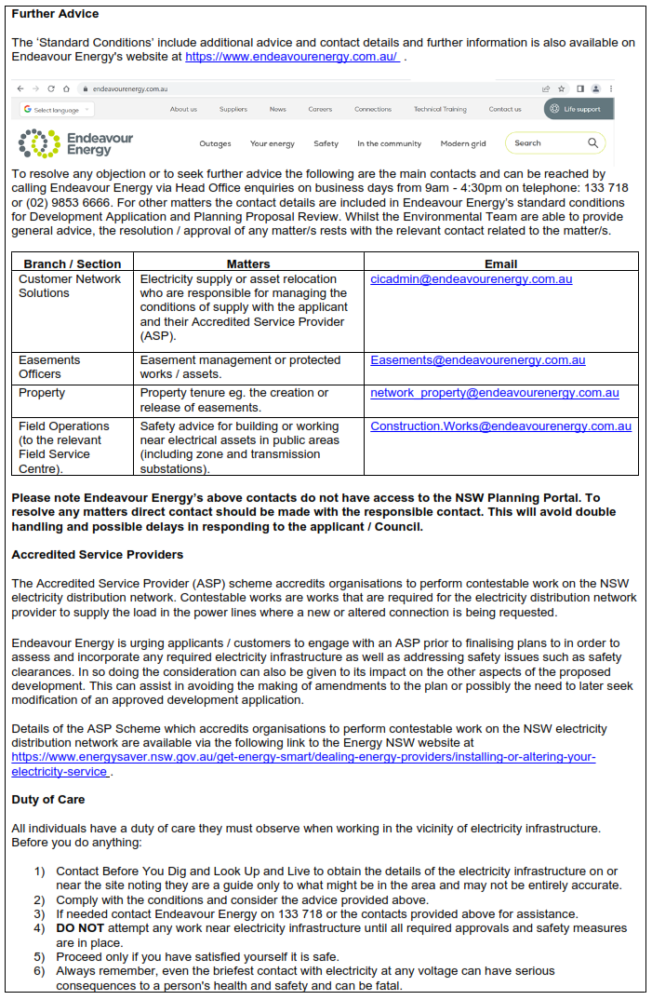 Further Advice
The 'Standard Conditions' include additional advice and contact details and further information is also available on
Endeavour Energy's website at https://www.endeavourenergy.com.au/ .
endeavourenergy.com.au
Select language
About us
Suppliers
News
Careers
Connections
Technical Training
Contact us
Life support
Endeavour
Energy
Outages
Your energy
Safety
In the community
Modern grid
Search
To resolve any objection or to seek further advice the following are the main contacts and can be reached by
calling Endeavour Energy via Head Office enquiries on business days from 9am - 4:30pm on telephone: 133 718
or (02) 9853 6666. For other matters the contact details are included in Endeavour Energy's standard conditions
for Development Application and Planning Proposal Review. Whilst the Environmental Team are able to provide
general advice, the resolution / approval of any matter/s rests with the relevant contact related to the matter/s.
Branch / Section
Matters
Email
Customer Network
Solutions
Electricity supply or asset relocation
who are responsible for managing the
conditions of supply with the applicant
and their Accredited Service Provider
(ASP).
cicadmin@endeavourenergy.com.au
Easements
Officers
Easement management or protected
works / assets.
Easements@endeavourenergy.com.au
Property
Property tenure eg. the creation or
release of easements.
network_property@endeavourenergy.com.au
Field Operations
(to the relevant
Field Service
Centre).
Safety advice for building or working
near electrical assets in public areas
(including zone and transmission
substations).
Construction.Works@endeavourenergy.com.au
Please note Endeavour Energy's above contacts do not have access to the NSW Planning Portal. To
resolve any matters direct contact should be made with the responsible contact. This will avoid double
handling and possible delays in responding to the applicant / Council.
Accredited Service Providers
The Accredited Service Provider (ASP) scheme accredits organisations to perform contestable work on the NSW
electricity distribution network. Contestable works are works that are required for the electricity distribution network
provider to supply the load in the power lines where a new or altered connection is being requested.
Endeavour Energy is urging applicants / customers to engage with an ASP prior to finalising plans to in order to
assess and incorporate any required electricity infrastructure as well as addressing safety issues such as safety
clearances. In so doing the consideration can also be given to its impact on the other aspects of the proposed
development. This can assist in avoiding the making of amendments to the plan or possibly the need to later seek
modification of an approved development application.
Details of the ASP Scheme which accredits organisations to perform contestable work on the NSW electricity
distribution network are available via the following link to the Energy NSW website at
https://www.energysaver.nsw.gov.au/get-energy-smart/dealing-energy-providers/installing-or-altering-your-
electricity-service .
Duty of Care
All individuals have a duty of care they must observe when working in the vicinity of electricity infrastructure.
Before you do anything:
1) Contact Before You Dig and Look Up and Live to obtain the details of the electricity infrastructure on or
near the site noting they are a guide only to what might be in the area and may not be entirely accurate.
2) Comply with the conditions and consider the advice provided above.
3) If needed contact Endeavour Energy on 133 718 or the contacts provided above for assistance.
4) DO NOT attempt any work near electricity infrastructure until all required approvals and safety measures
are in place.
5) Proceed only if you have satisfied yourself it is safe.
6) Always remember, even the briefest contact with electricity at any voltage can have serious
consequences to a person's health and safety and can be fatal.